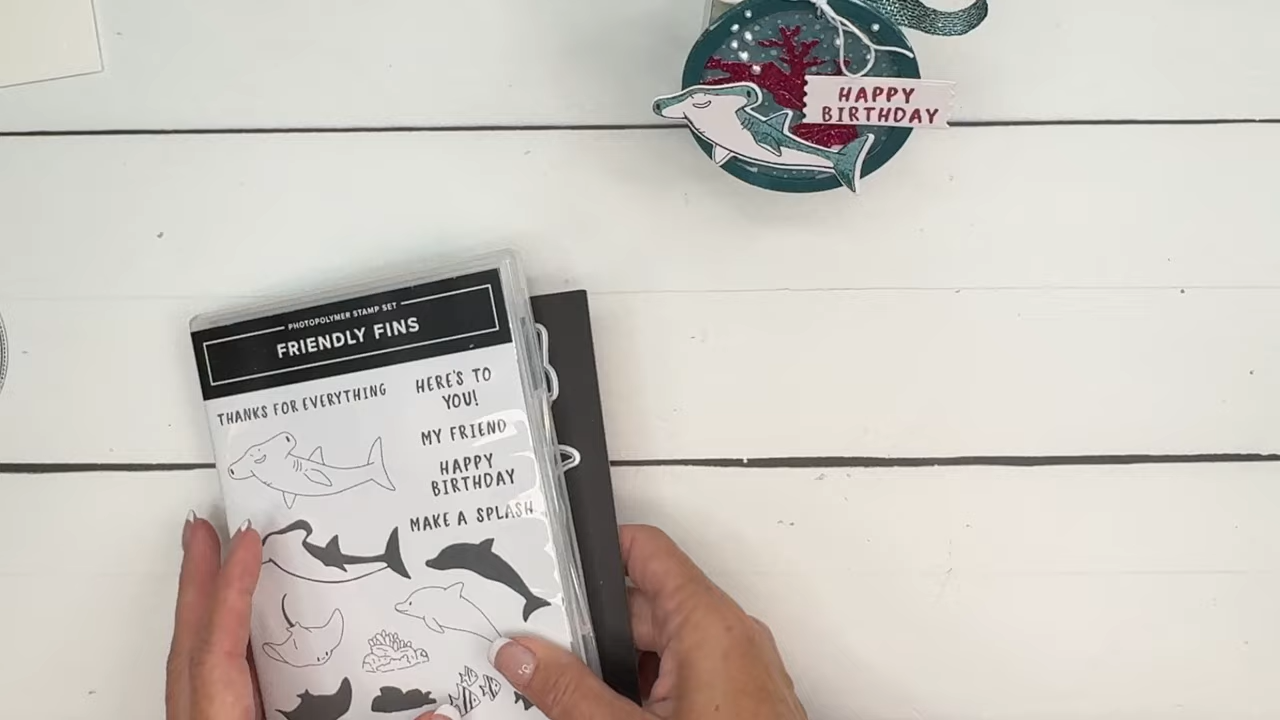 HAPPY
BIRTHDAY
PHOTOPOLYMER STAMP SET
FRIENDLY FINS
THANKS FOR EVERYTHING
HERE'S TO
YOU!
MY FRIEND
HAPPY
BIRTHDAY
MAKE A SPLASH